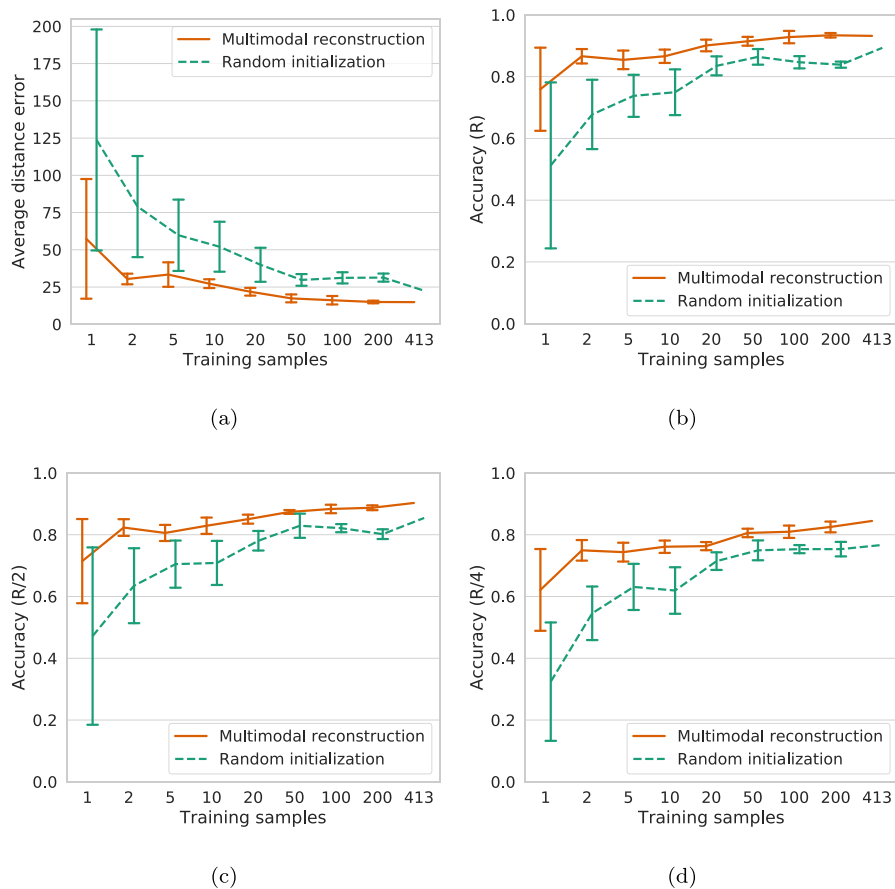 200
175
150
125
100
75
50
25
0
Average distance error
Multimodal reconstruction
Random initialization
1 2 5 10 20 50 100 200 413
Training samples
(a)
1.0
0.8
0.6
0.4
0.2
0.0
Accuracy (R)
Multimodal reconstruction
Random initialization
1 2 5 10 20 50 100 200 413
Training samples
(b)
1.0
0.8
0.6
0.4
0.2
0.0
Accuracy (R/2)
Multimodal reconstruction
Random initialization
1 2 5 10 20 50 100 200 413
Training samples
(c)
1.0
0.8
0.6
0.4
0.2
0.0
Accuracy (R/4)
Multimodal reconstruction
Random initialization
1 2 5 10 20 50 100 200 413
Training samples
(d)